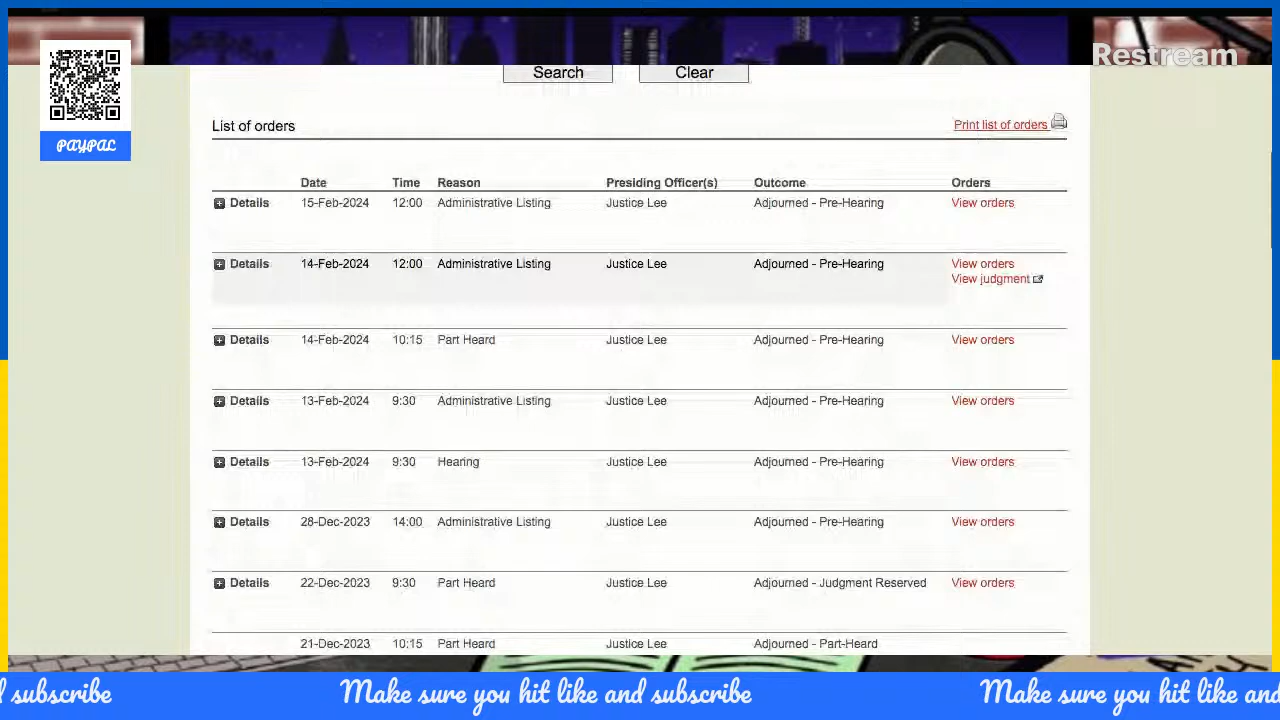 Restream
PAYPAL
Search Clear
List of orders Print list of orders
Date Time Reason Presiding Officer(s) Outcome Orders
Details 15-Feb-2024 12:00 Administrative Listing Justice Lee Adjourned - Pre-Hearing View orders
Details 14-Feb-2024 12:00 Administrative Listing Justice Lee Adjourned - Pre-Hearing View orders
View judgment
Details 14-Feb-2024 10:15 Part Heard Justice Lee Adjourned - Pre-Hearing View orders
Details 13-Feb-2024 9:30 Administrative Listing Justice Lee Adjourned - Pre-Hearing View orders
Details 13-Feb-2024 9:30 Hearing Justice Lee Adjourned - Pre-Hearing View orders
Details 28-Dec-2023 14:00 Administrative Listing Justice Lee Adjourned - Pre-Hearing View orders
Details 22-Dec-2023 9:30 Part Heard Justice Lee Adjourned - Judgment Reserved View orders
21-Dec-2023 10:15 Part Heard Justice Lee Adjourned - Part-Heard
d subscribe Make sure you hit like and subscribe Make sure you hit like and